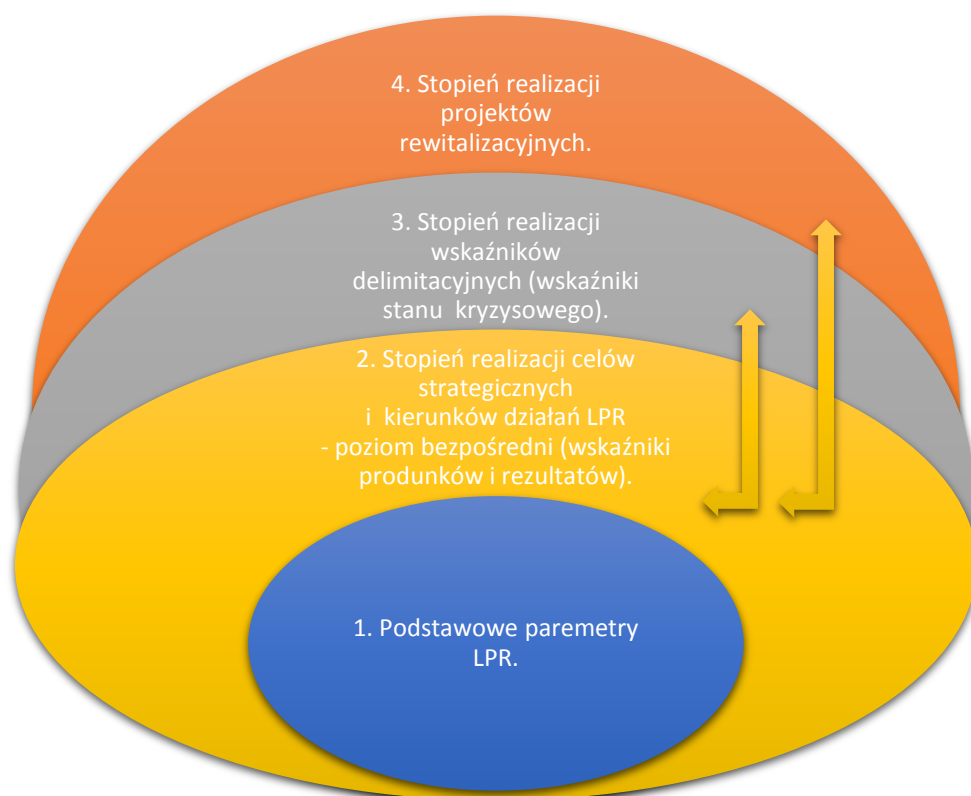 4. Stopień realizacji
projektów
rewitalizacyjnych.
3. Stopień realizacji
wskaźników
delimitacyjnych (wskaźniki
stanu kryzysowego).
2. Stopień realizacji celów
strategicznych
i kierunków działań LPR
- poziom bezpośredni (wskaźniki
produnków i rezultatów).
1. Podstawowe paremetry
LPR.